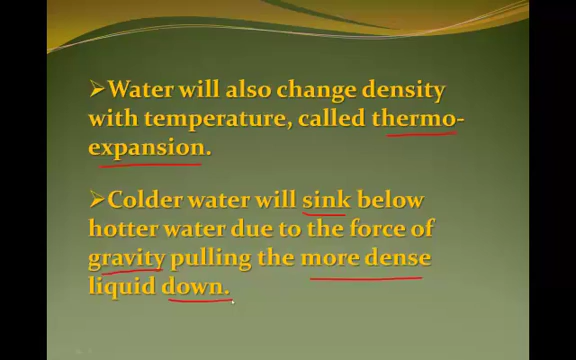 ➢Water will also change density
with temperature, called thermo-
expansion.
➢Colder water will sink below
hotter water due to the force of
gravity pulling the more dense
liquid down.